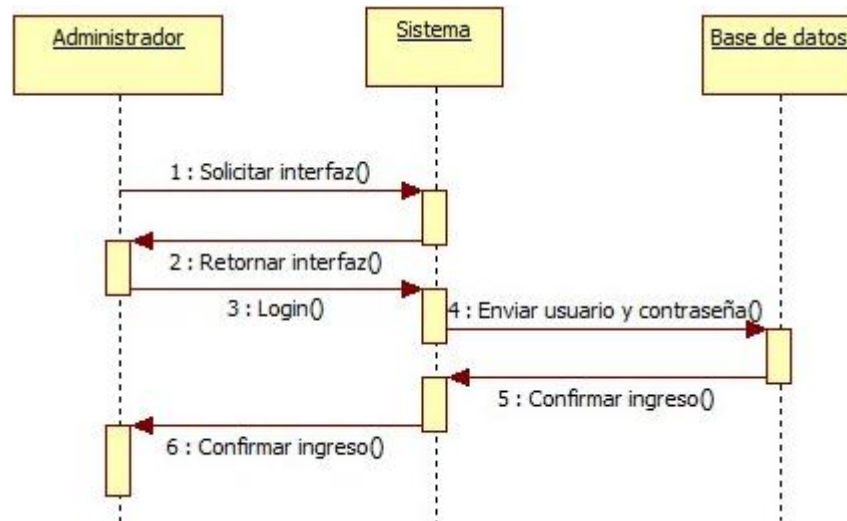 Administrador
Sistema
Base de datos
1 : Solicitar interfaz()
2 : Retornar interfaz()
3 : Login()
4 : Enviar usuario y contraseña()
5 : Confirmar ingreso()
6 : Confirmar ingreso()